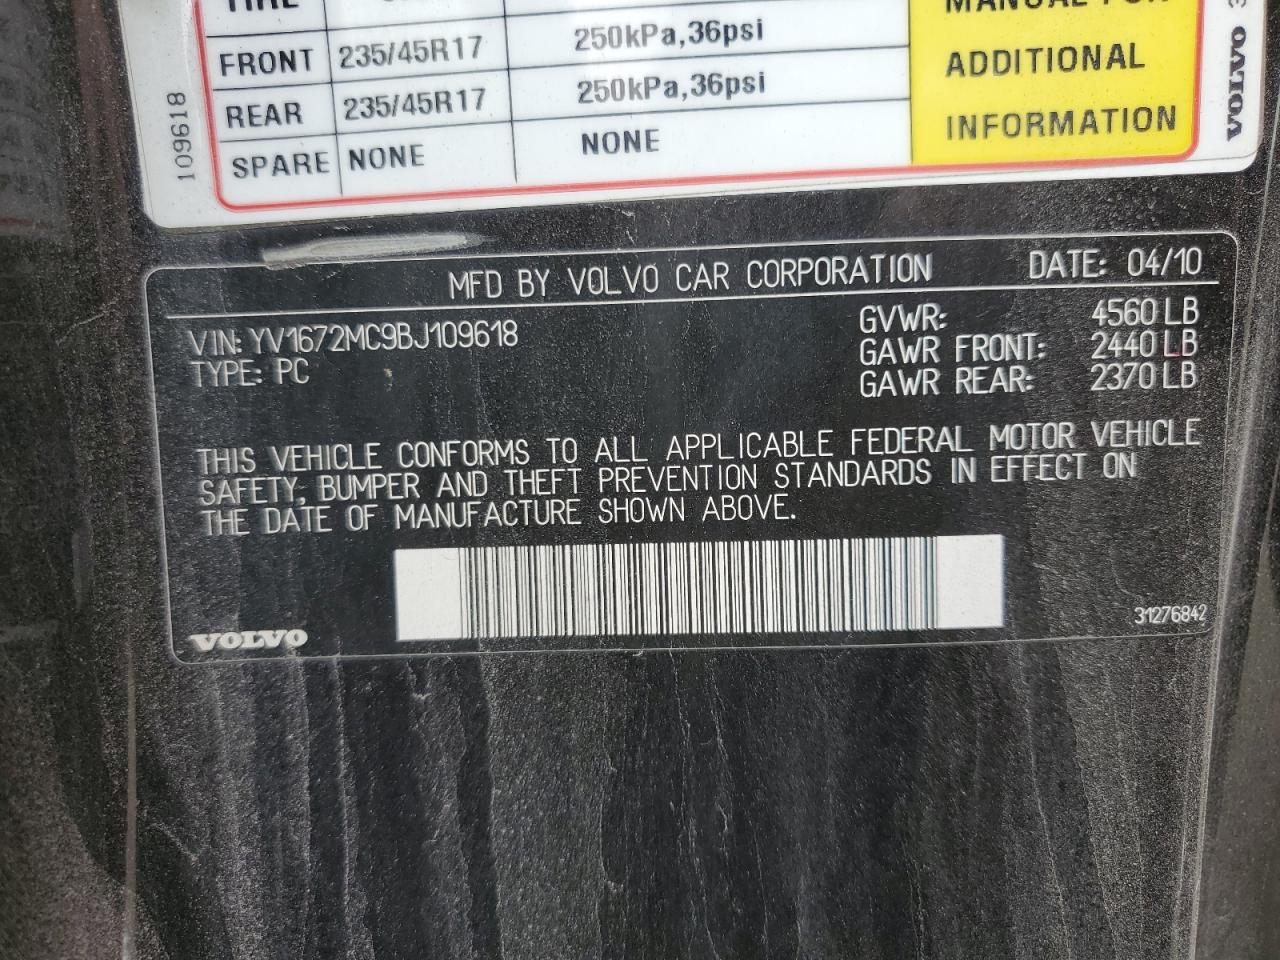 TIRE
FRONT 235/45R17 250kPa,36psi
REAR 235/45R17 250kPa,36psi
SPARE NONE NONE
ADDITIONAL
INFORMATION
109618
VOLVO
MFD BY VOLVO CAR CORPORATION DATE: 04/10
VIN: YV1672MC9BJ109618 GVWR: 4560 LB
TYPE: PC GAWR FRONT: 2440 LB
GAWR REAR: 2370 LB
THIS VEHICLE CONFORMS TO ALL APPLICABLE FEDERAL MOTOR VEHICLE
SAFETY, BUMPER AND THEFT PREVENTION STANDARDS IN EFFECT ON
THE DATE OF MANUFACTURE SHOWN ABOVE.
VOLVO
31276842